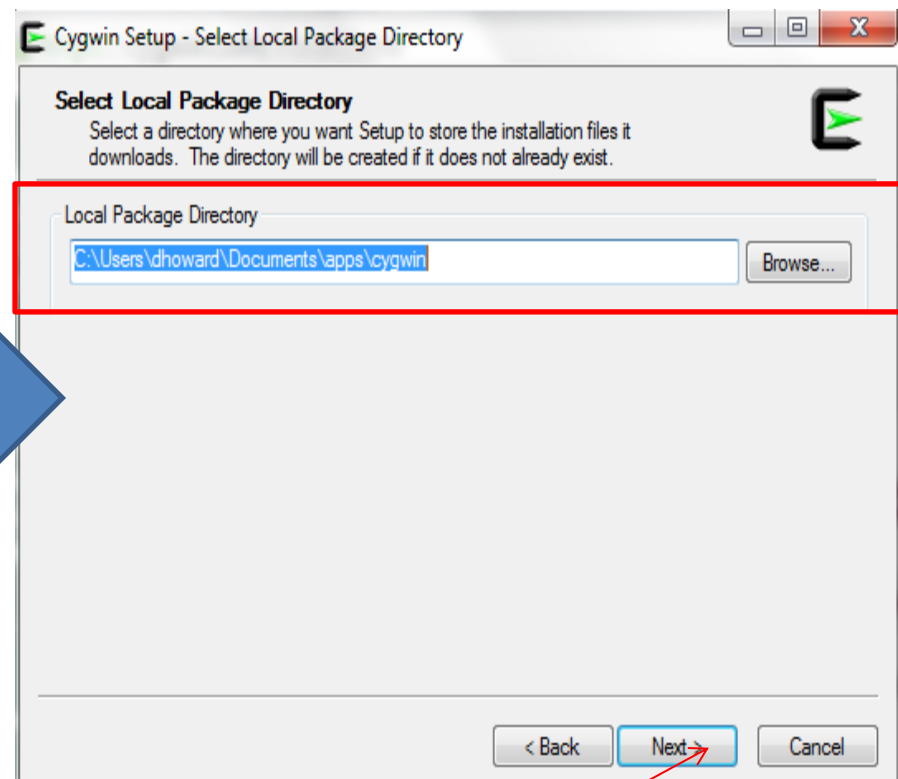 Cygwin Setup - Select Local Package Directory
Select Local Package Directory
Select a directory where you want Setup to store the installation files it
downloads. The directory will be created if it does not already exist.
Local Package Directory
C:\Users\dhoward\Documents\apps\cygwin
Browse...
< Back
Next >
Cancel